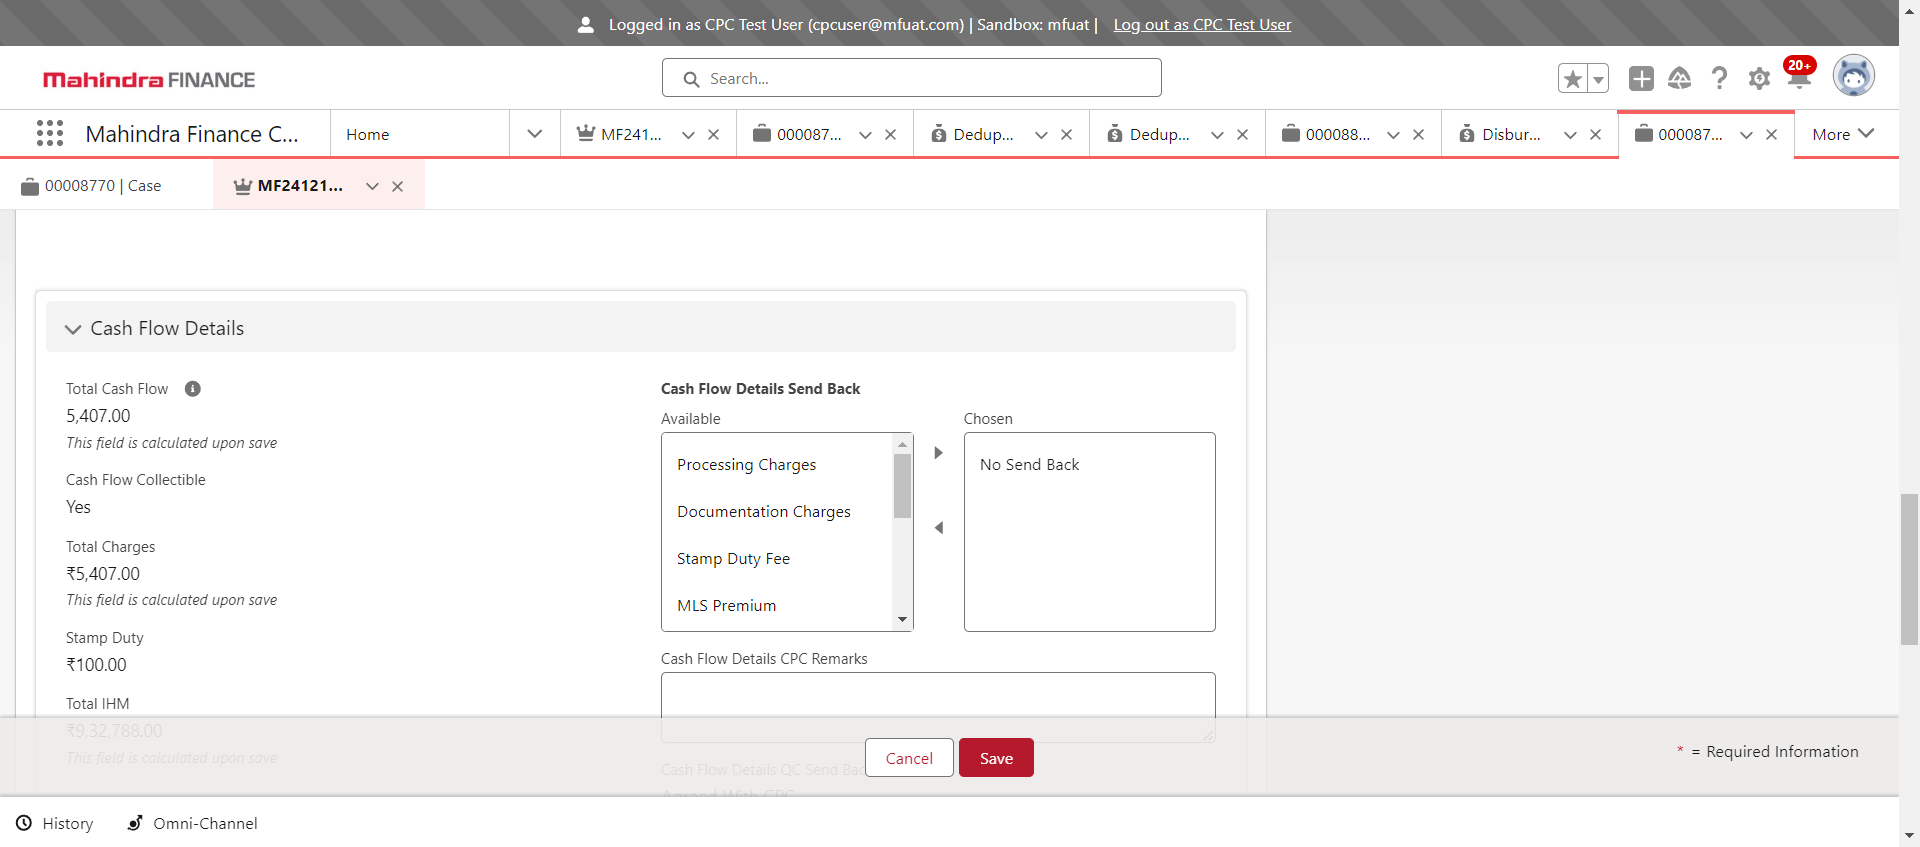 Logged in as CPC Test User (cpcuser@mfuat.com) | Sandbox: mfuat | Log out as CPC Test User
Mahindra FINANCE
Search...
20+
Mahindra Finance C...
Home
MF241...
000087...
Dedup...
Dedup...
000088...
Disbur...
000087...
More
00008770 | Case
MF24121...
Cash Flow Details
Total Cash Flow
5,407.00
This field is calculated upon save
Cash Flow Collectible
Yes
Total Charges
₹5,407.00
This field is calculated upon save
Stamp Duty
₹100.00
Total IHM
₹9,32,788.00
This field is calculated upon save
Cash Flow Details Send Back
Available
Processing Charges
Documentation Charges
Stamp Duty Fee
MLS Premium
Chosen
No Send Back
Cash Flow Details CPC Remarks
Cash Flow Details QC Send Bac
Agreed With CPC
Cancel
Save
* = Required Information
History
Omni-Channel